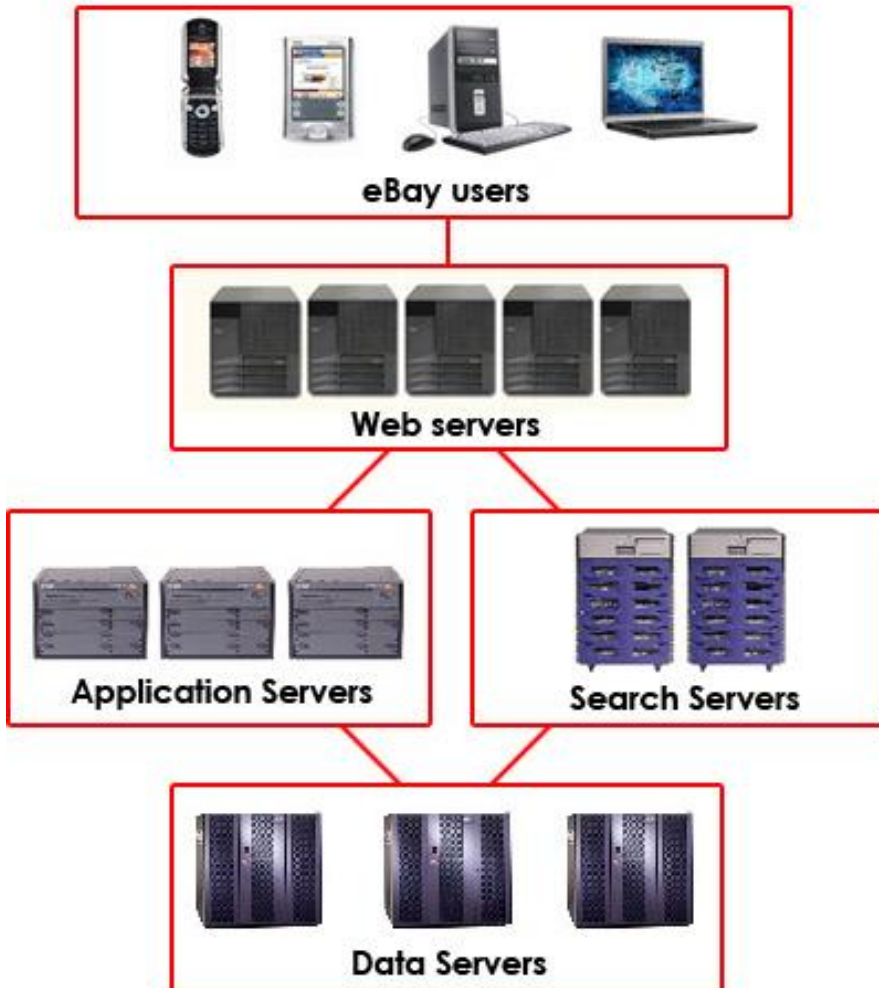 eBay users
Web servers
Application Servers
Search Servers
Data Servers